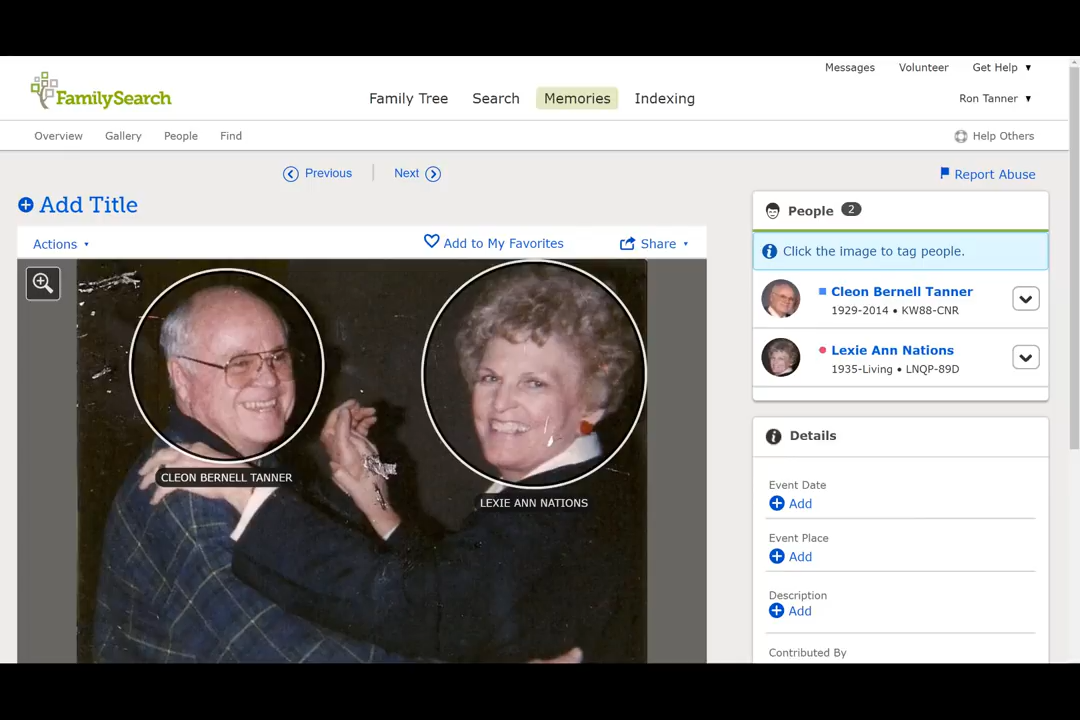 Messages Volunteer Get Help ▼
FamilySearch
Family Tree Search Memories Indexing
Ron Tanner ▼
Overview Gallery People Find
Help Others
Previous Next
Report Abuse
Add Title
People 2
Actions
Add to My Favorites
Share
Click the image to tag people.
Cleon Bernell Tanner
1929-2014 • KW88-CNR
Lexie Ann Nations
1935-Living • LNQP-89D
CLEON BERNELL TANNER
LEXIE ANN NATIONS
Details
Event Date
Add
Event Place
Add
Description
Add
Contributed By